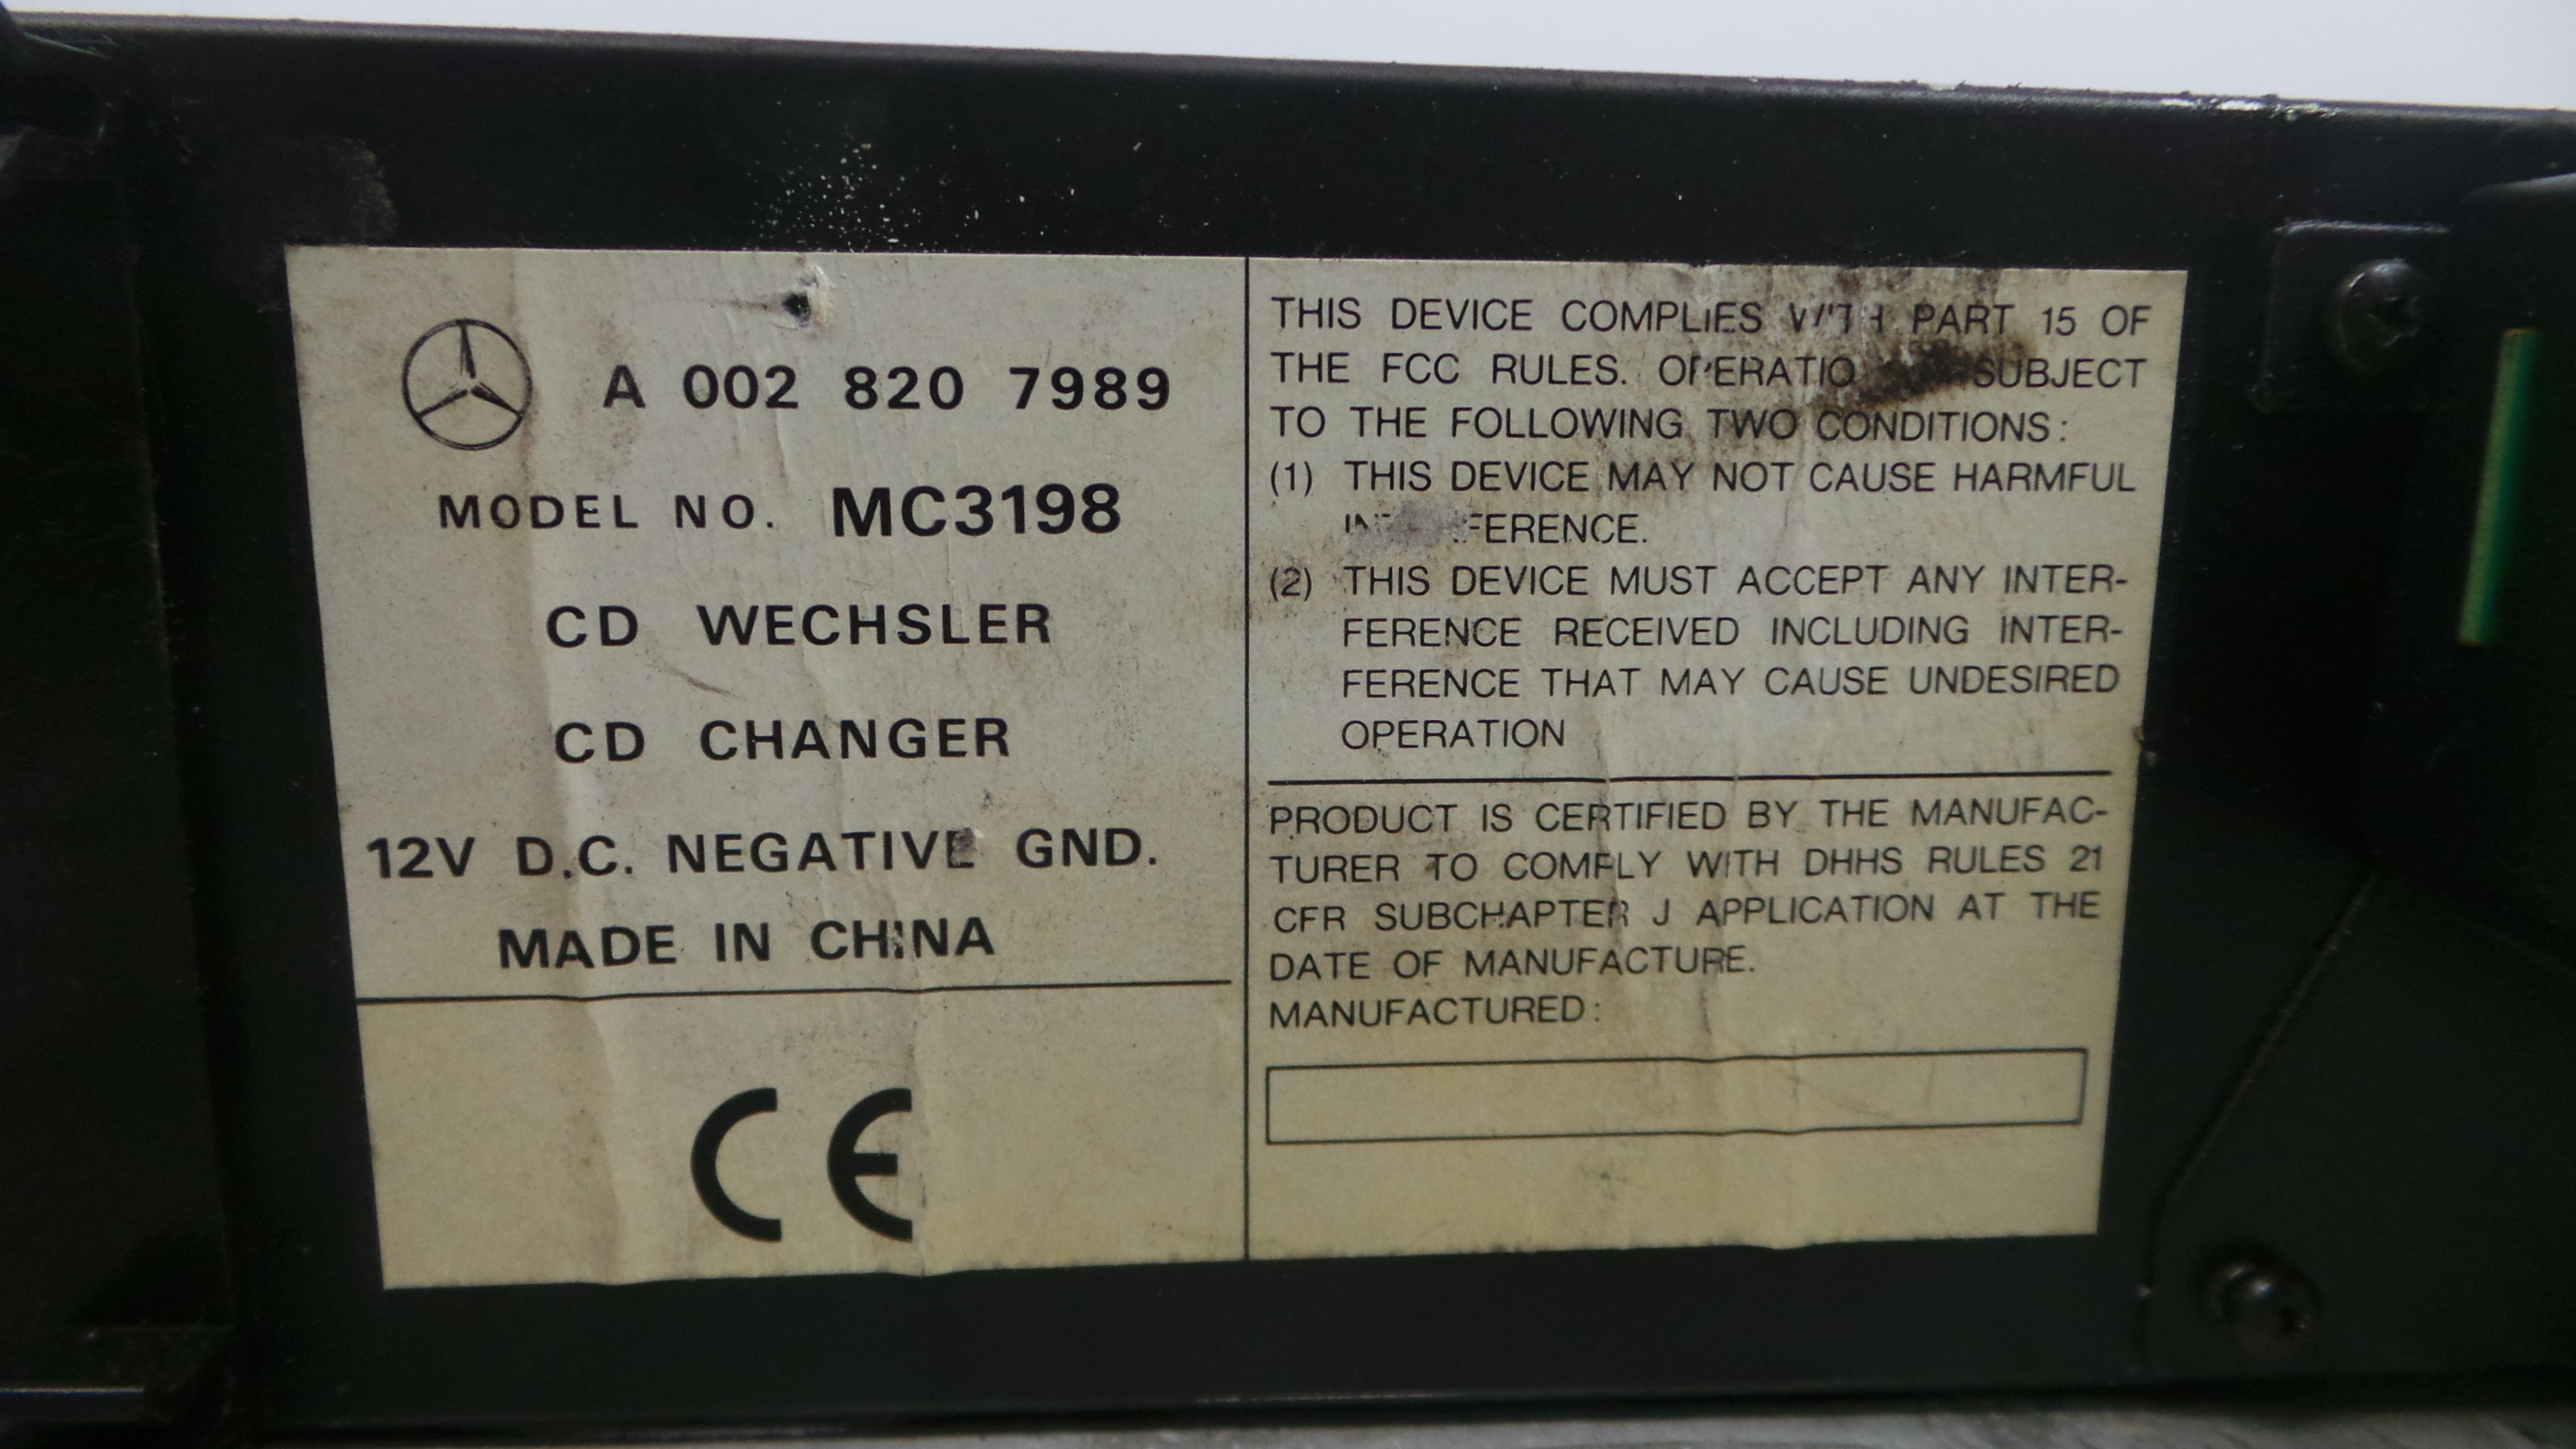 A 002 820 7989
MODEL NO. MC3198
CD WECHSLER
CD CHANGER
12V D.C. NEGATIVE GND.
MADE IN CHINA
CE
THIS DEVICE COMPLIES WITH PART 15 OF
THE FCC RULES. OPERATION SUBJECT
TO THE FOLLOWING TWO CONDITIONS:
(1) THIS DEVICE MAY NOT CAUSE HARMFUL
INTERFERENCE.
(2) THIS DEVICE MUST ACCEPT ANY INTER-
FERENCE RECEIVED INCLUDING INTER-
FERENCE THAT MAY CAUSE UNDESIRED
OPERATION
PRODUCT IS CERTIFIED BY THE MANUFAC-
TURER TO COMPLY WITH DHHS RULES 21
CFR SUBCHAPTER J APPLICATION AT THE
DATE OF MANUFACTURE.
MANUFACTURED: